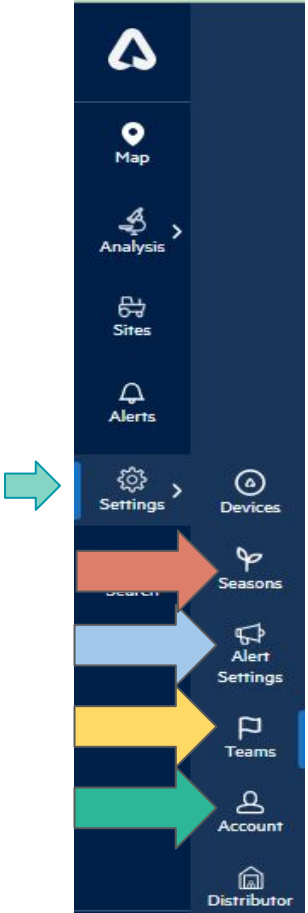 Map
Analysis
Sites
Alerts
Settings
Devices
Seasons
Alert
Settings
Teams
Account
Distributor